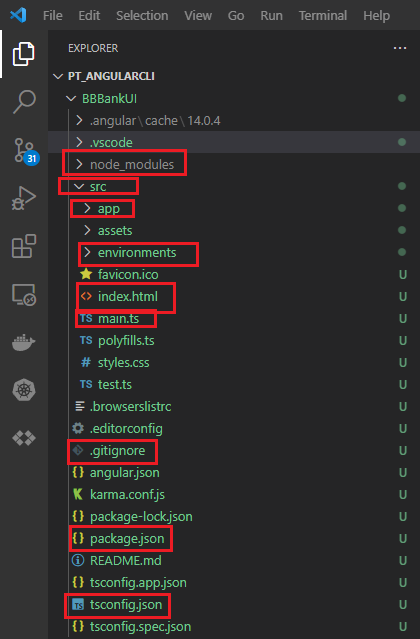 File Edit Selection View Go Run Terminal Help
EXPLORER ...
PT_ANGULARCLI
BBBankUI
.angular\cache\14.0.4
.vscode
31
node_modules
src
app
assets
environments
favicon.ico U
<> index.html U
TS main.ts U
TS polyfills.ts U
# styles.css U
TS test.ts U
.browserslistrc U
.editorconfig U
.gitignore U
{} angular.json U
karma.conf.js U
{} package-lock.json U
{} package.json U
README.md U
{} tsconfig.app.json U
TS tsconfig.json U
{} tsconfig.spec.json U